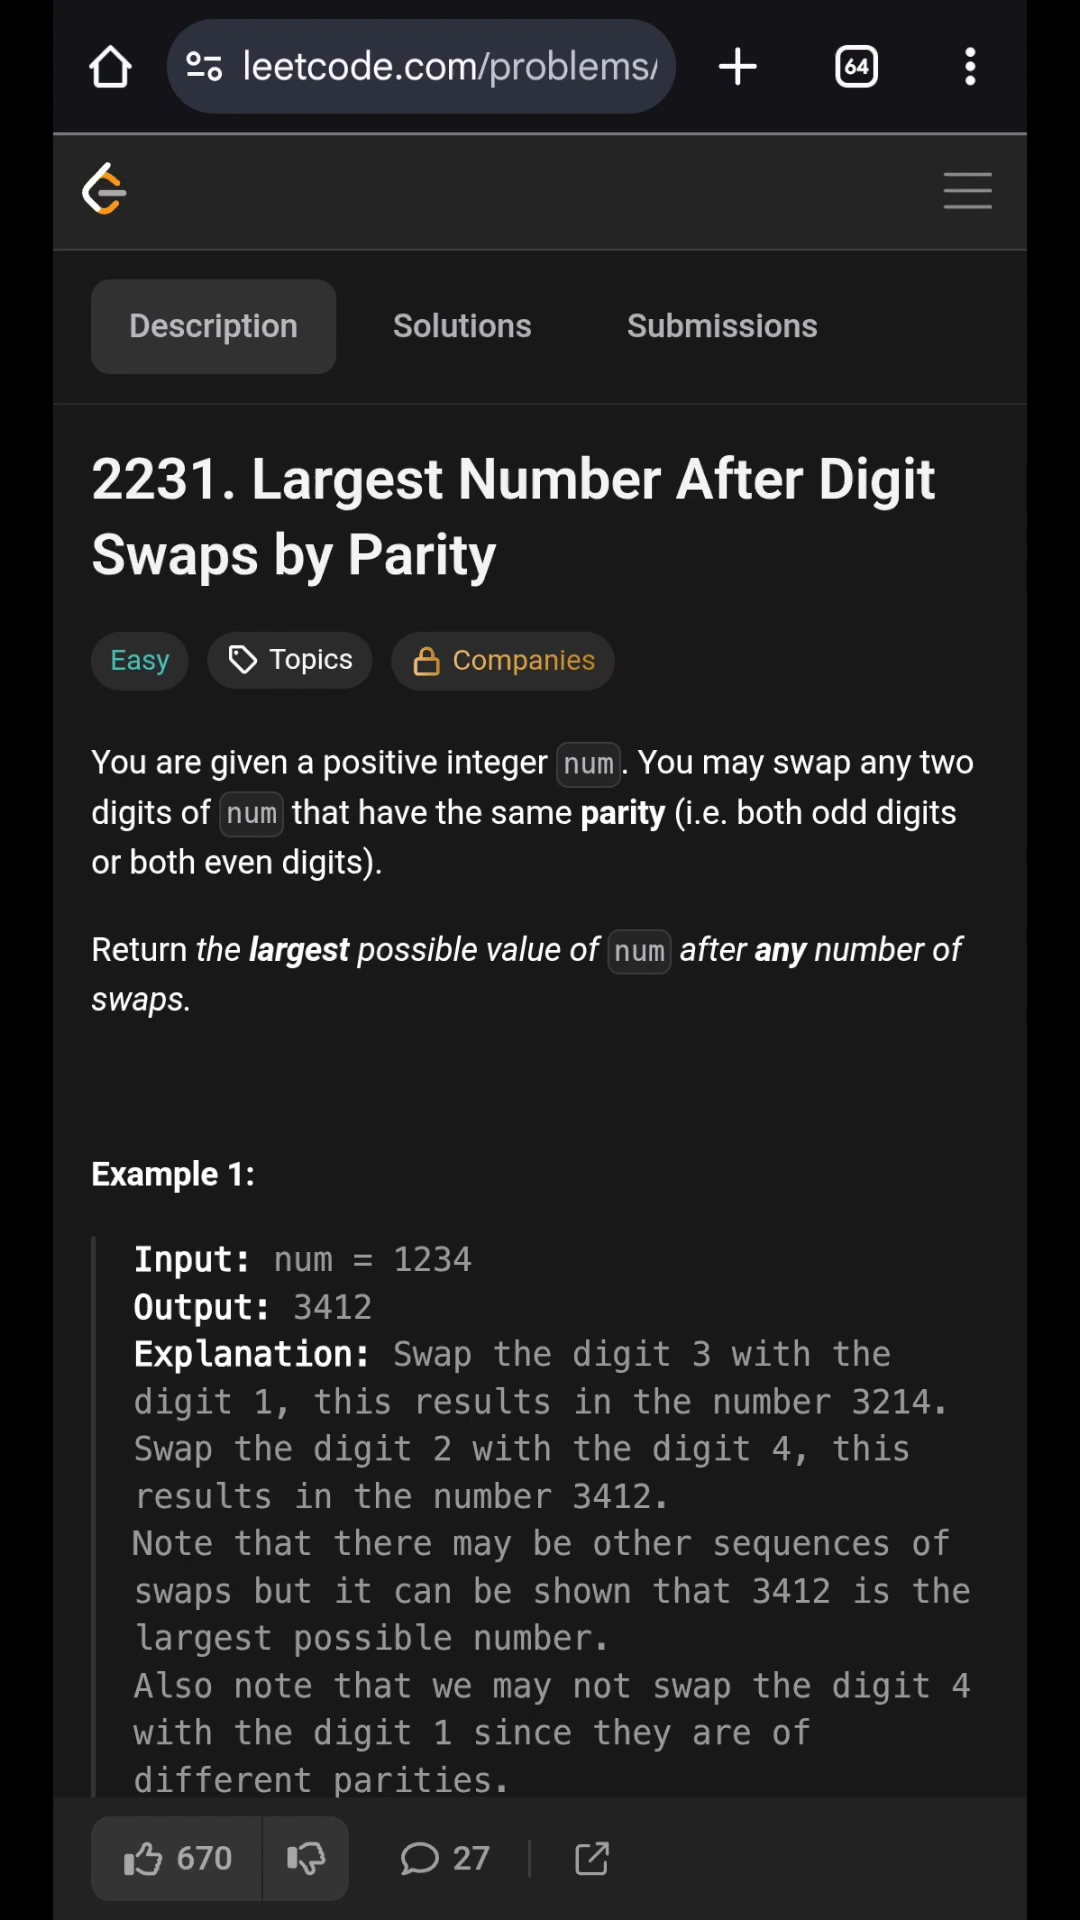 leetcode.com/problems/
64
Description Solutions Submissions
2231. Largest Number After Digit
Swaps by Parity
Easy Topics Companies
You are given a positive integer num. You may swap any two
digits of num that have the same parity (i.e. both odd digits
or both even digits).
Return the largest possible value of num after any number of
swaps.
Example 1:
Input: num = 1234
Output: 3412
Explanation: Swap the digit 3 with the
digit 1, this results in the number 3214.
Swap the digit 2 with the digit 4, this
results in the number 3412.
Note that there may be other sequences of
swaps but it can be shown that 3412 is the
largest possible number.
Also note that we may not swap the digit 4
with the digit 1 since they are of
different parities.
670 27